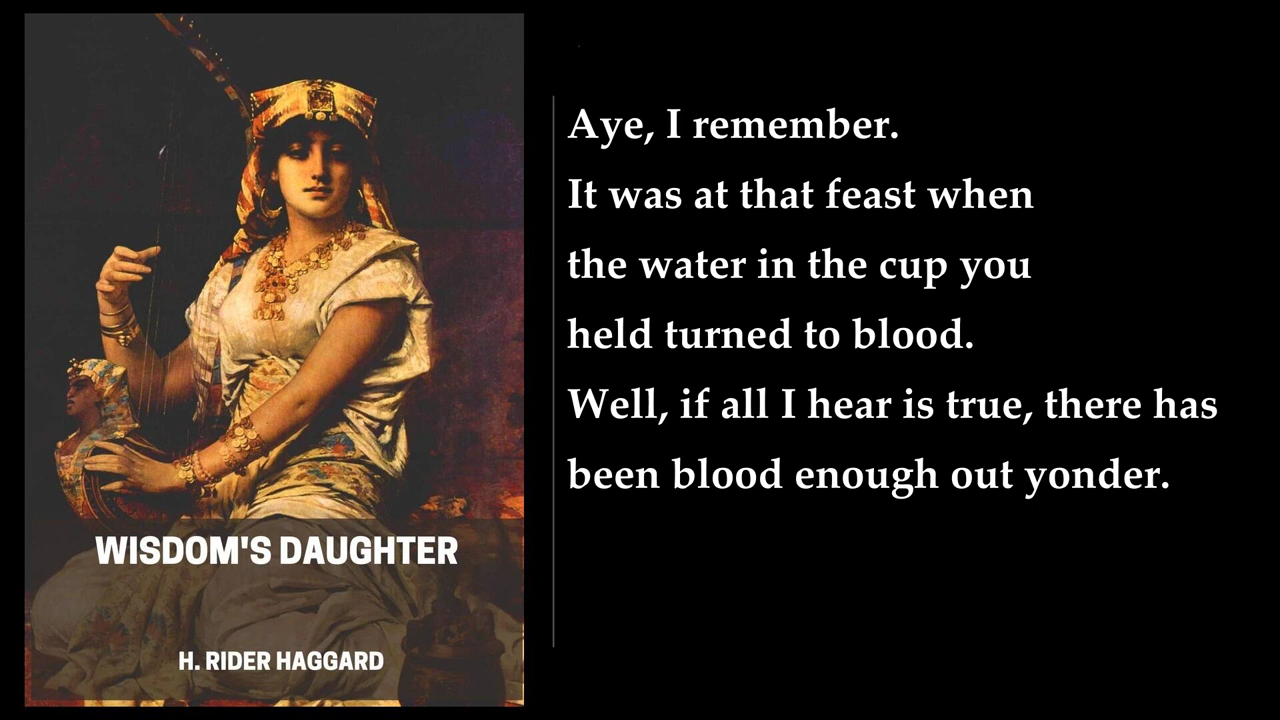 WISDOM'S DAUGHTER
H. RIDER HAGGARD
Aye, I remember.
It was at that feast when
the water in the cup you
held turned to blood.
Well, if all I hear is true, there has
been blood enough out yonder.